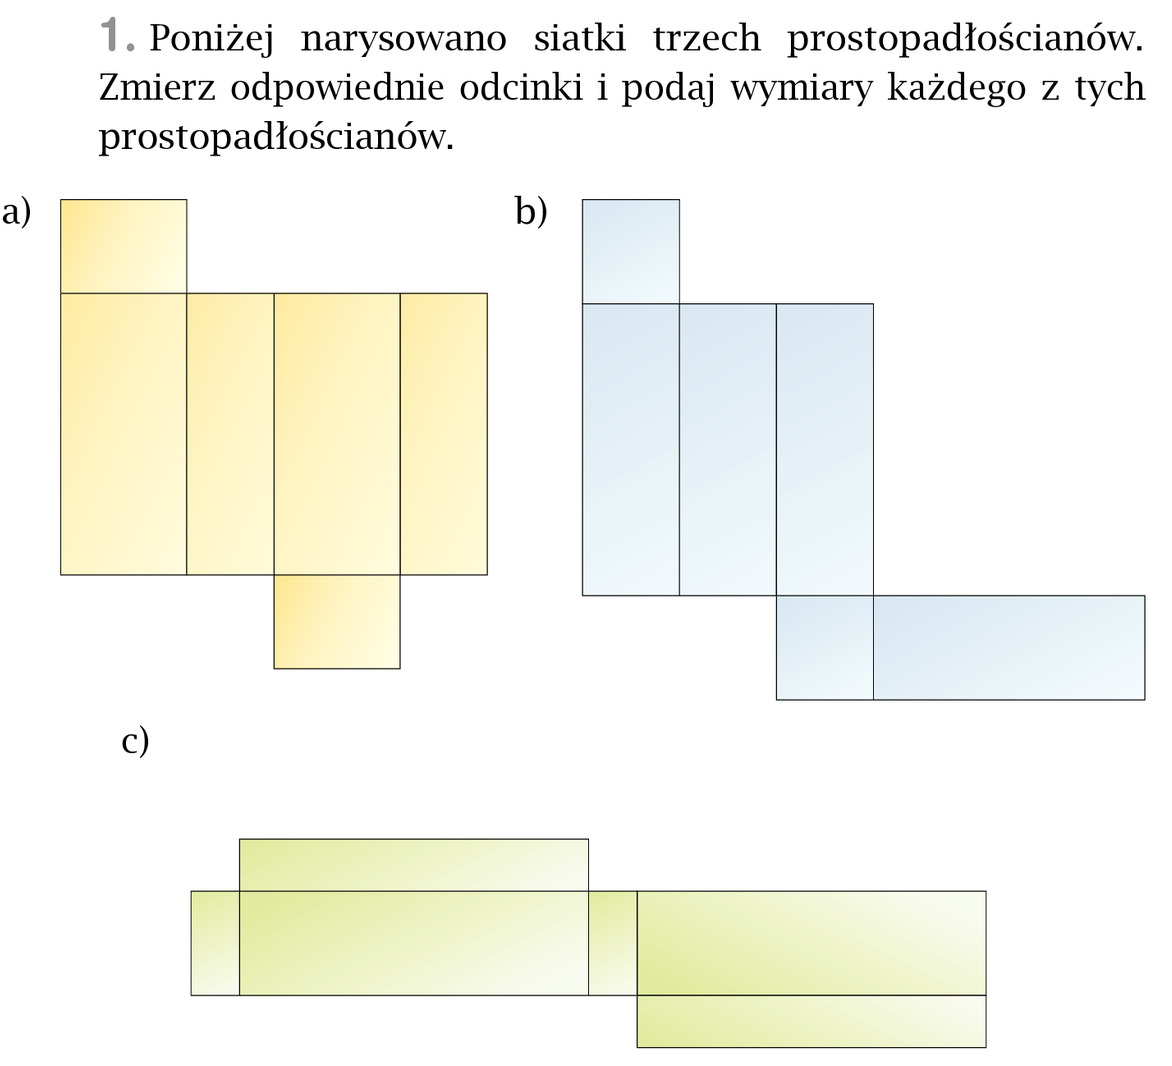 1. Poniżej narysowano siatki trzech prostopadłościanów.
Zmierz odpowiednie odcinki i podaj wymiary każdego z tych
prostopadłościanów.
a)
b)
c)